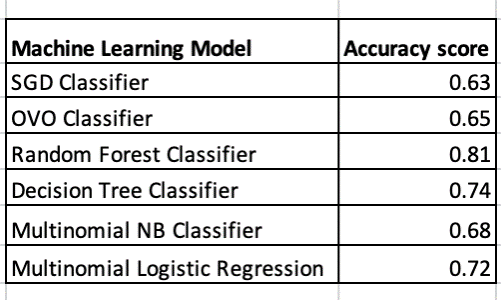 Machine Learning Model Accuracy score
SGD Classifier 0.63
OVO Classifier 0.65
Random Forest Classifier 0.81
Decision Tree Classifier 0.74
Multinomial NB Classifier 0.68
Multinomial Logistic Regression 0.72